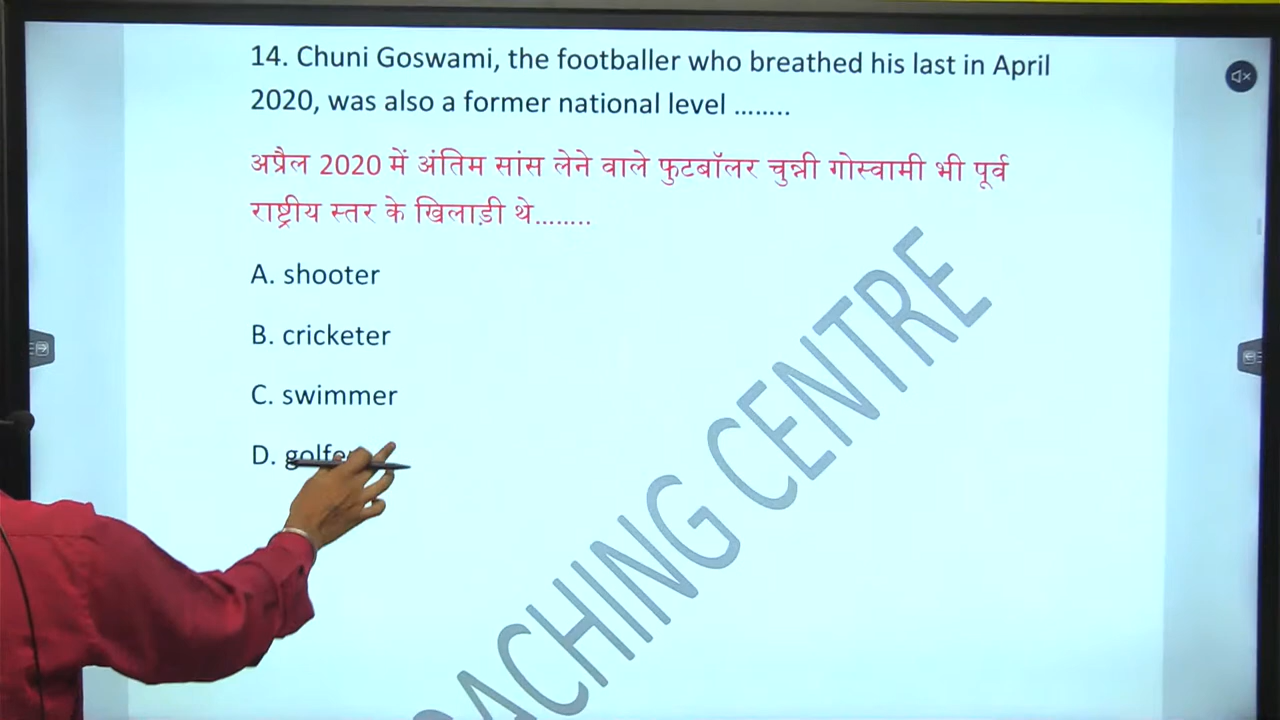 14. Chuni Goswami, the footballer who breathed his last in April
2020, was also a former national level ........
अप्रैल 2020 में अंतिम सांस लेने वाले फुटबॉलर चुन्नी गोस्वामी भी पूर्व
राष्ट्रीय स्तर के खिलाड़ी थे........
A. shooter
B. cricketer
C. swimmer
D.
CENTRE